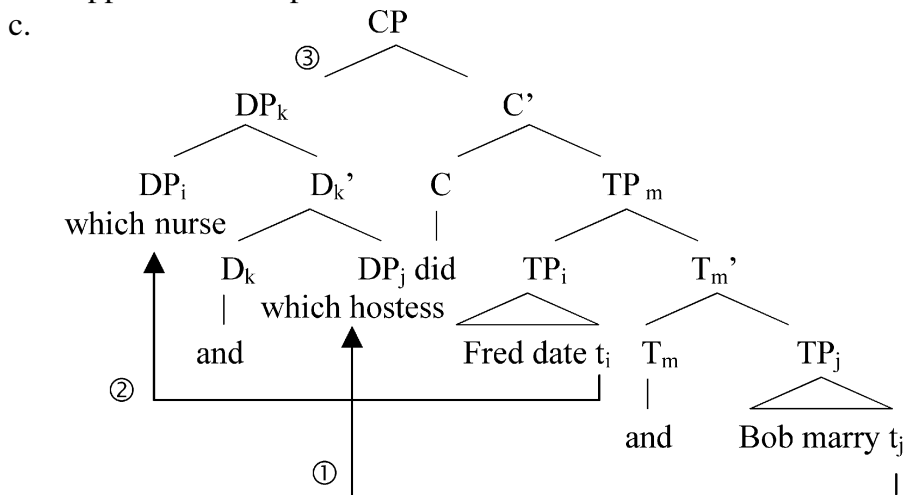 c.
CP
③
DPₖ C’
DPᵢ Dₖ’ C TP ₘ
which nurse
Dₖ DPⱼ did TPᵢ Tₘ’
which hostess
and Fred date tᵢ Tₘ TPⱼ
②
and Bob marry tⱼ
①